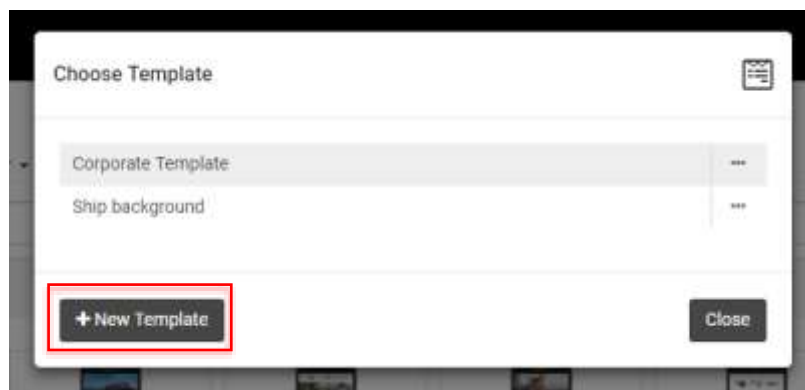 Choose Template
Corporate Template
Ship background
+ New Template
Close